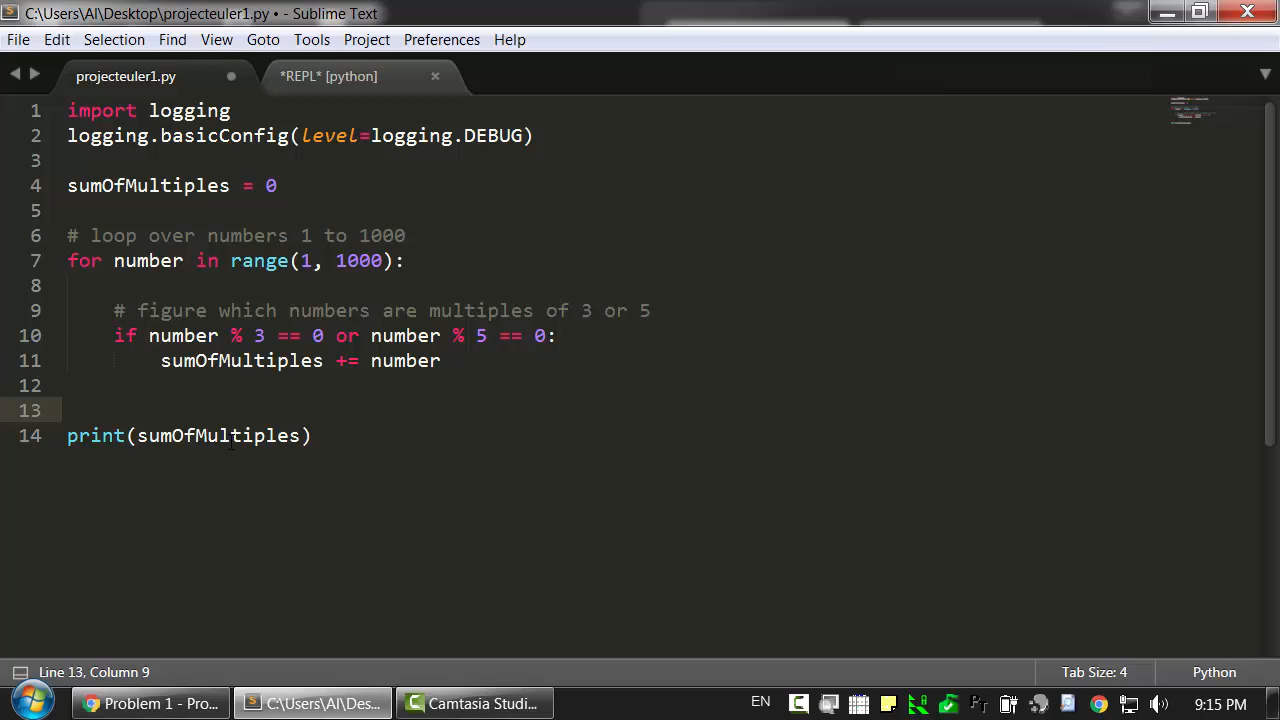 C:\Users\AI\Desktop\projecteuler1.py • - Sublime Text
File Edit Selection Find View Goto Tools Project Preferences Help
projecteuler1.py *REPL* [python]
1 import logging
2 logging.basicConfig(level=logging.DEBUG)
3
4 sumOfMultiples = 0
5
6 # loop over numbers 1 to 1000
7 for number in range(1, 1000):
8
9 # figure which numbers are multiples of 3 or 5
10 if number % 3 == 0 or number % 5 == 0:
11 sumOfMultiples += number
12
13
14 print(sumOfMultiples)
Line 13, Column 9 Tab Size: 4 Python
Problem 1 - Pro... C:\Users\AI\Des... Camtasia Studi... EN 9:15 PM